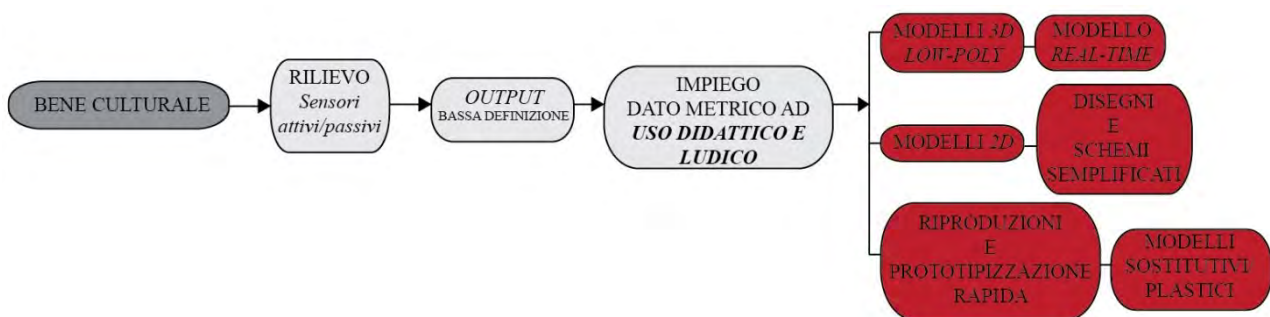 BENE CULTURALE
RILIEVO
Sensori
attivi/passivi
OUTPUT
BASSA DEFINIZIONE
IMPIEGO
DATO METRICO AD
USO DIDATTICO E
LUDICO
MODELLI 3D
LOW-POLY
MODELLO
REAL-TIME
MODELLI 2D
DISEGNI
E
SCHEMI
SEMPLIFICATI
RIPRODUZIONI
E
PROTOTIPIZZAZIONE
RAPIDA
MODELLI
SOSTITUTIVI
PLASTICI